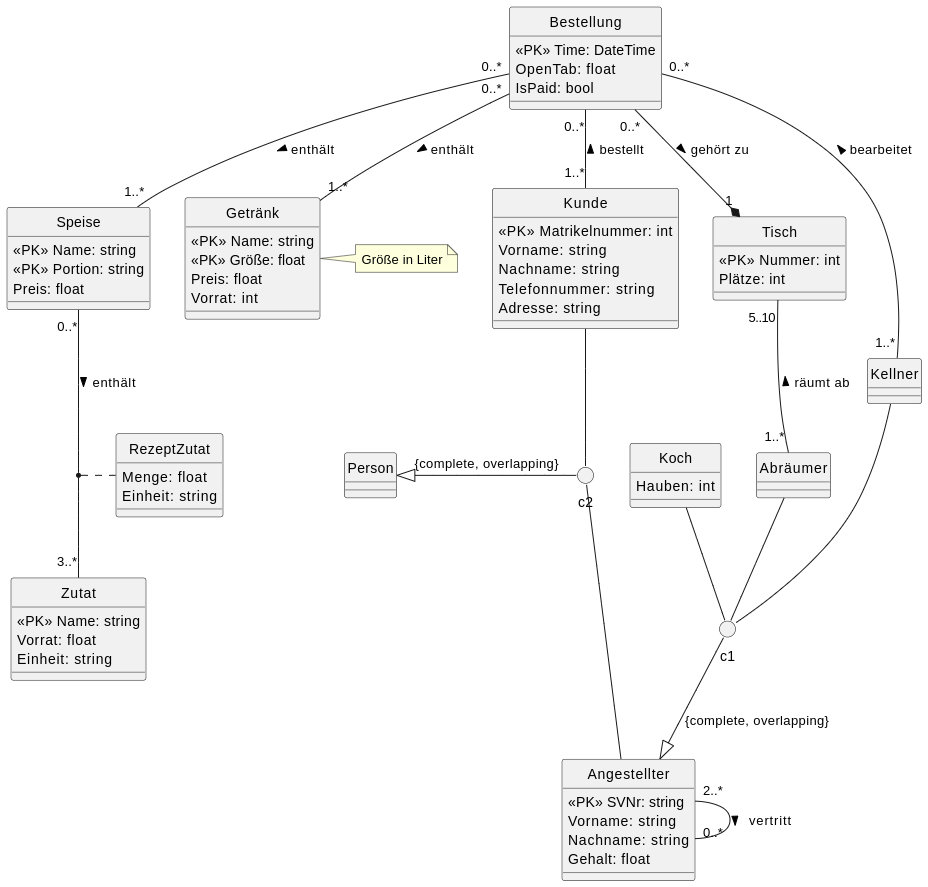 Bestellung
«PK» Time: DateTime
OpenTab: float
IsPaid: bool
0..*
0..*
0..*
0..*
0..*
enthält
enthält
bestellt
gehört zu
bearbeitet
1..*
1..*
1..*
1
Speise
«PK» Name: string
«PK» Portion: string
Preis: float
Getränk
«PK» Name: string
«PK» Größe: float
Preis: float
Vorrat: int
Größe in Liter
Kunde
«PK» Matrikelnummer: int
Vorname: string
Nachname: string
Telefonnummer: string
Adresse: string
Tisch
«PK» Nummer: int
Plätze: int
0..*
5..10
1..*
Kellner
enthält
räumt ab
RezeptZutat
Menge: float
Einheit: string
Person
{complete, overlapping}
c2
Koch
Hauben: int
1..*
Abräumer
3..*
Zutat
«PK» Name: string
Vorrat: float
Einheit: string
c1
{complete, overlapping}
Angestellter
«PK» SVNr: string
Vorname: string
Nachname: string
Gehalt: float
2..*
0..*
vertritt